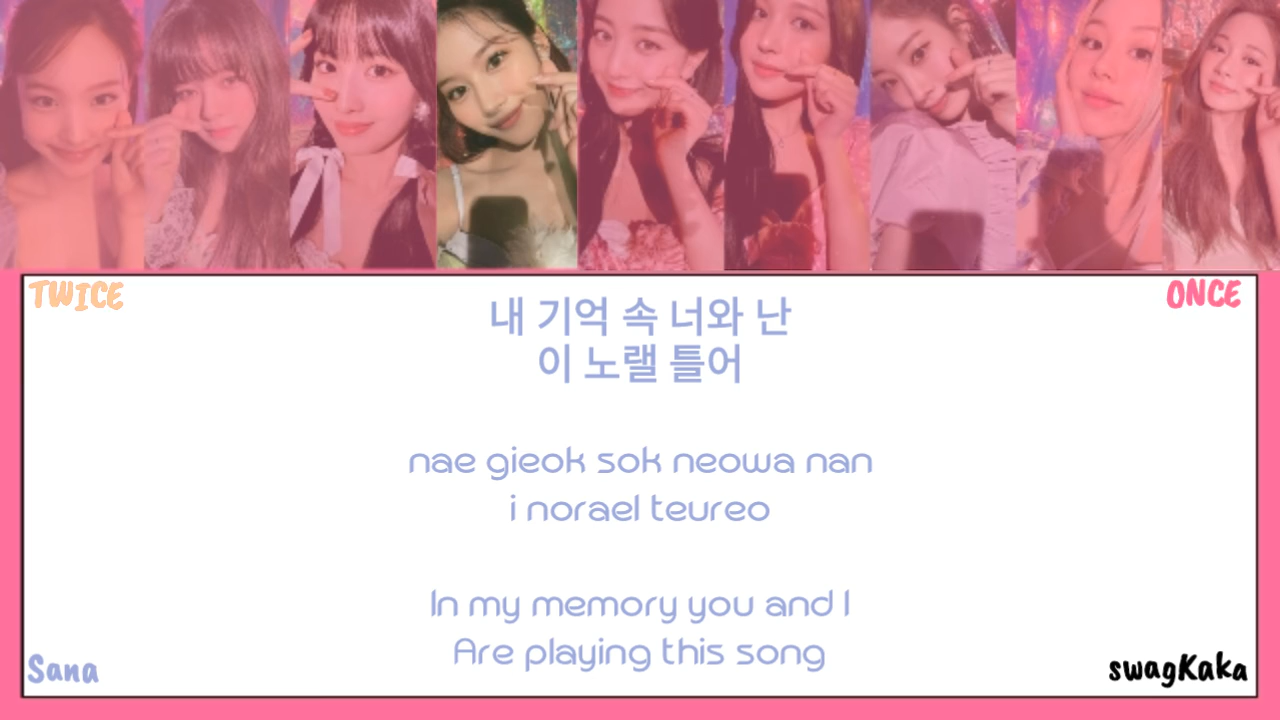 TWICE
ONCE
내 기억 속 너와 난
이 노랠 틀어
nae gieok sok neowa nan
i norael teureo
In my memory you and I
Are playing this song
Sana
swagKaka